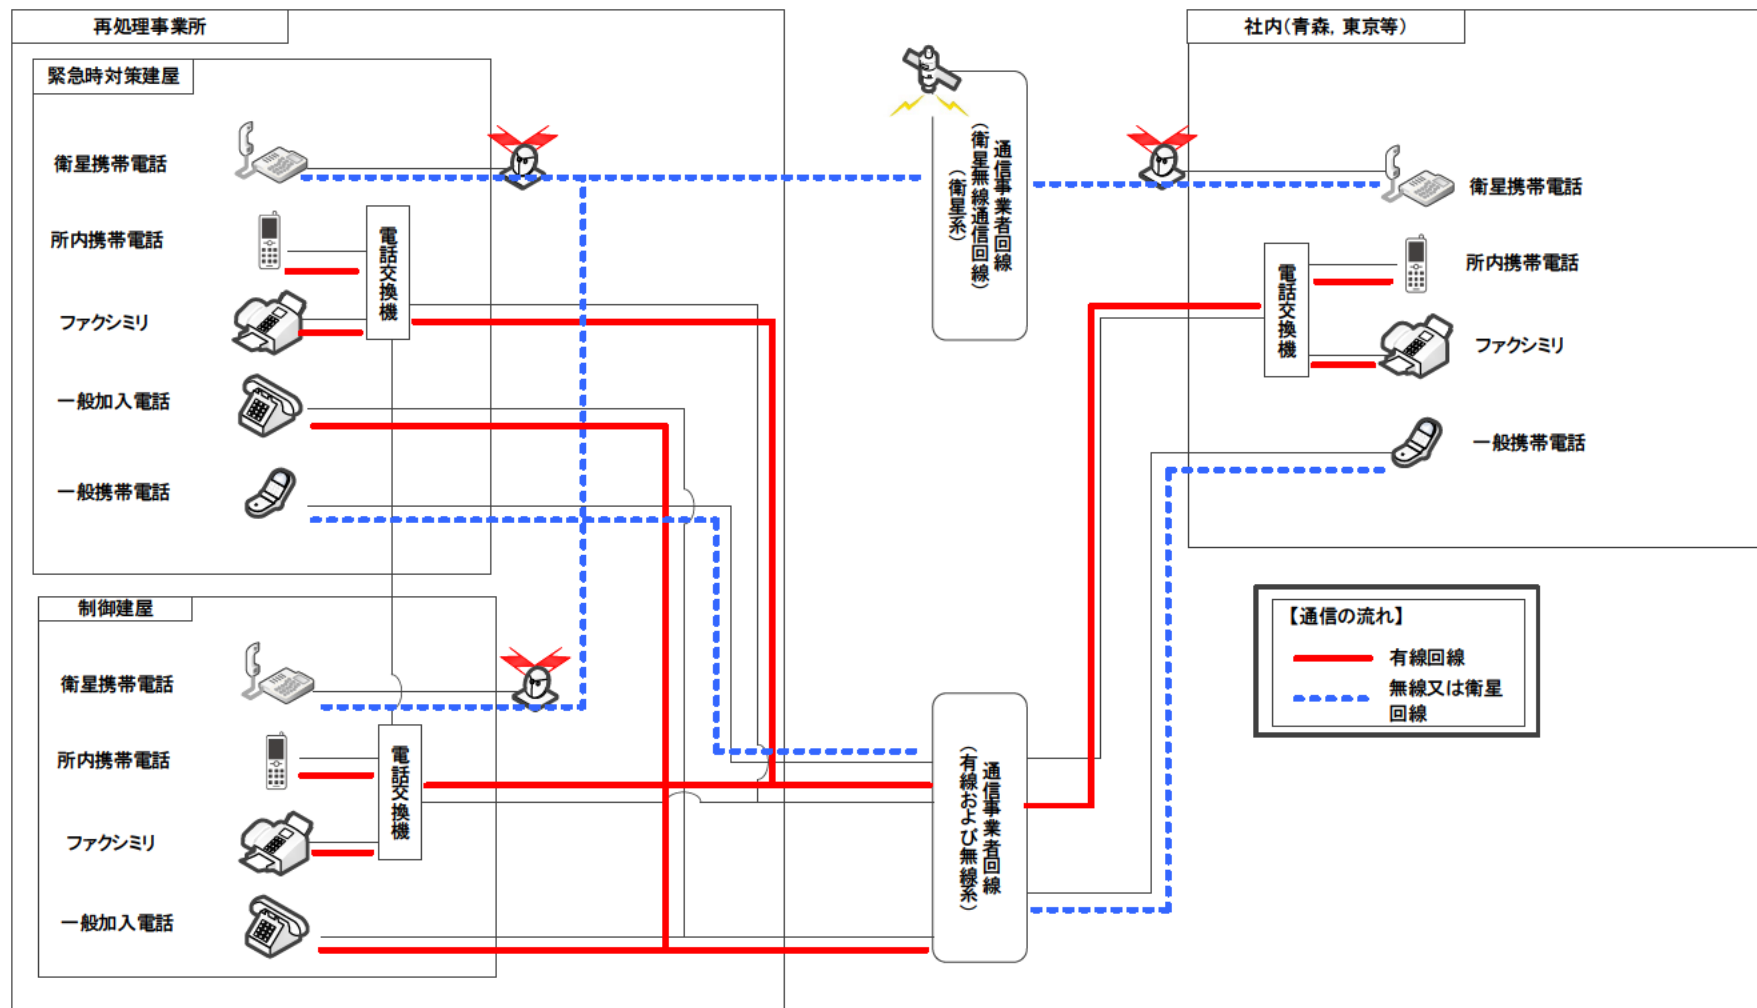 再処理事業所
緊急時対策建屋
衛星携帯電話
所内携帯電話
電話交換機
ファクシミリ
一般加入電話
一般携帯電話
制御建屋
衛星携帯電話
所内携帯電話
電話交換機
ファクシミリ
一般加入電話
通信事業者回線
(衛星無線通信回線)
(衛星系)
通信事業者回線
(有線および無線系)
社内(青森, 東京等)
衛星携帯電話
所内携帯電話
電話交換機
ファクシミリ
一般携帯電話
【通信の流れ】
有線回線
無線又は衛星
回線